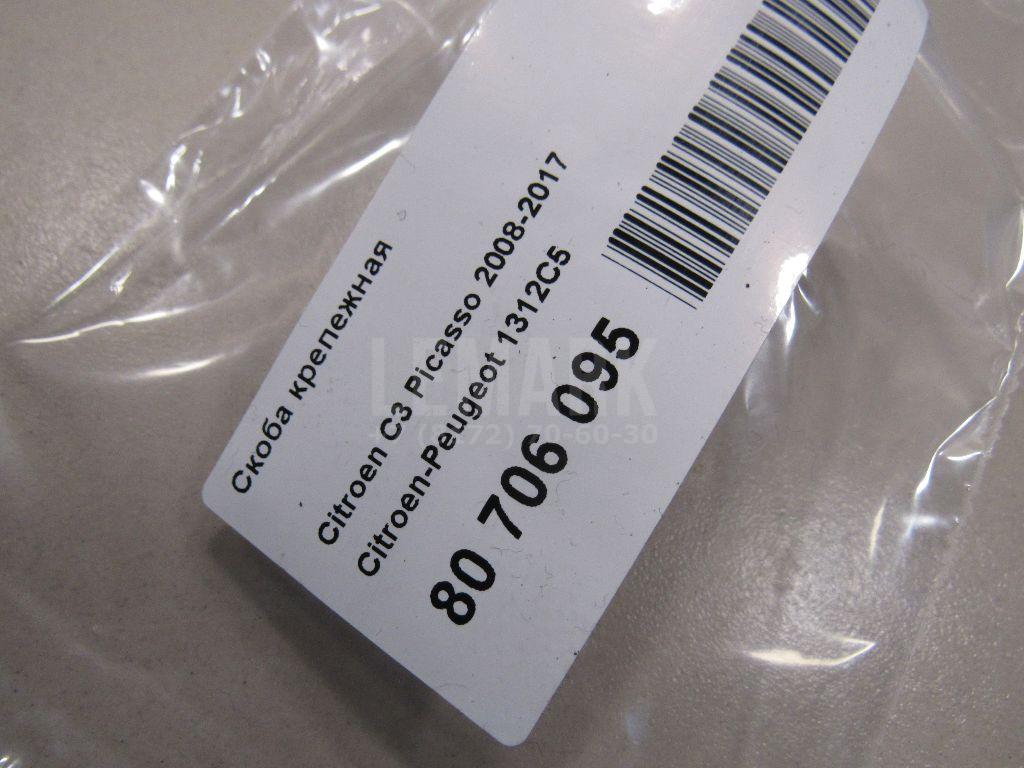 Скоба крепежная
Citroen C3 Picasso 2008-2017
Citroen-Peugeot 1312C5
80 706 095
LEMARK
70-60-30